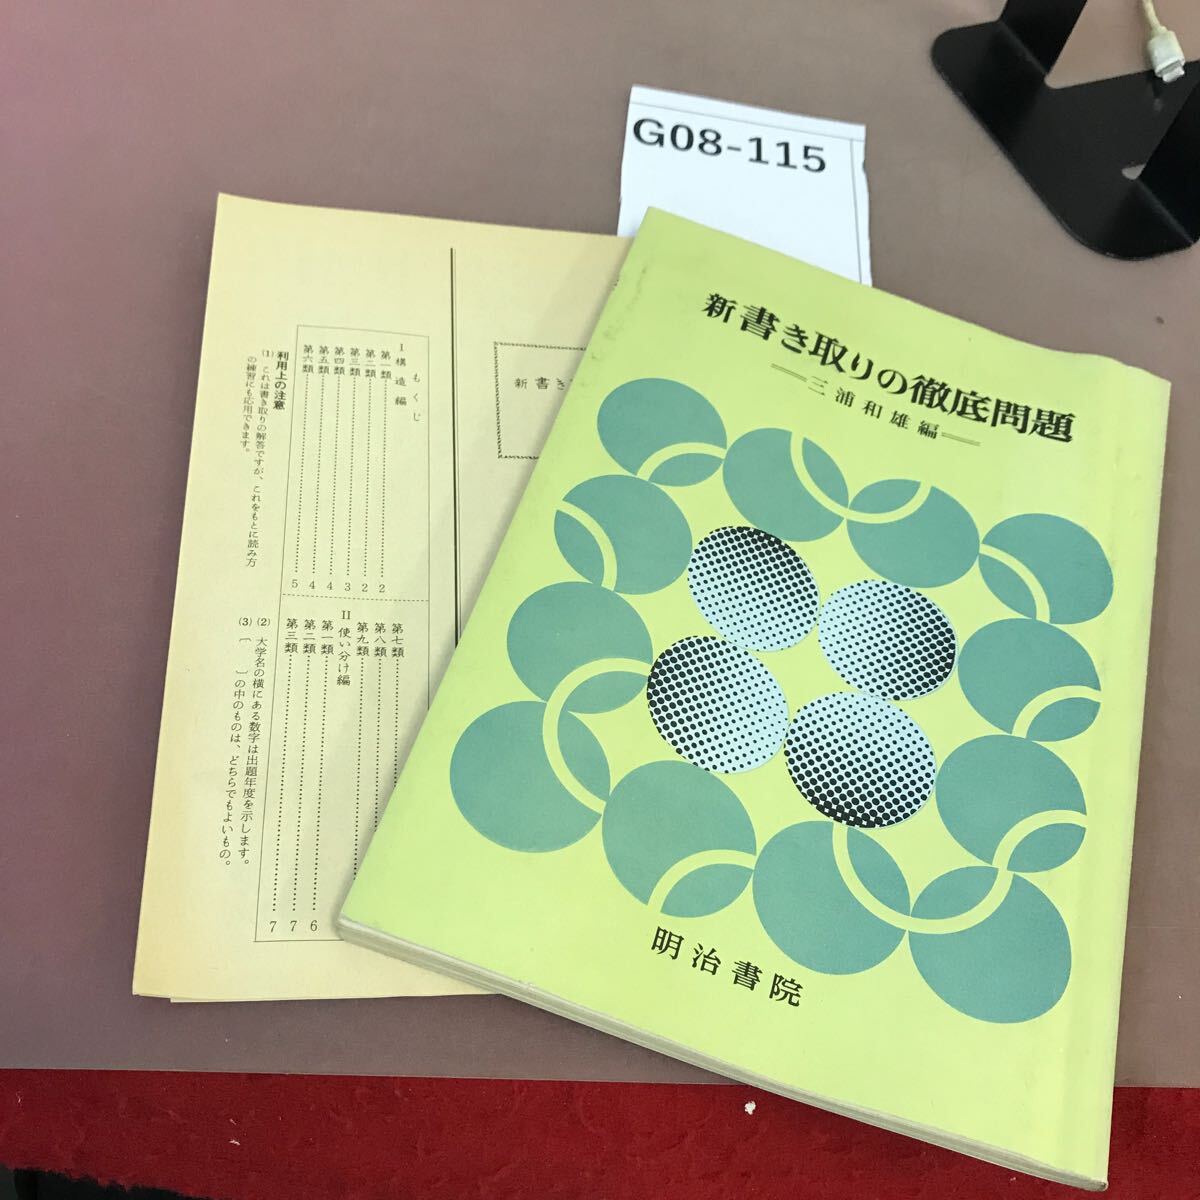 G08-115
新書き取りの徹底問題
三浦和雄編
明治書院
新書き
もくじ
I 構造編
第一類 2
第二類 2
第三類 3
第四類 4
第五類 4
第六類 5
第七類
第八類
第九類
II 使い分け編
第一類 6
第二類 7
第三類 7
利用上の注意
(1) これは書き取りの解答ですが、これをもとに読み方
の練習にも応用できます。
(2) 大学名の横にある数字は出題年度を示します。
(3) 〔 〕の中のものは、どちらでもよいもの。